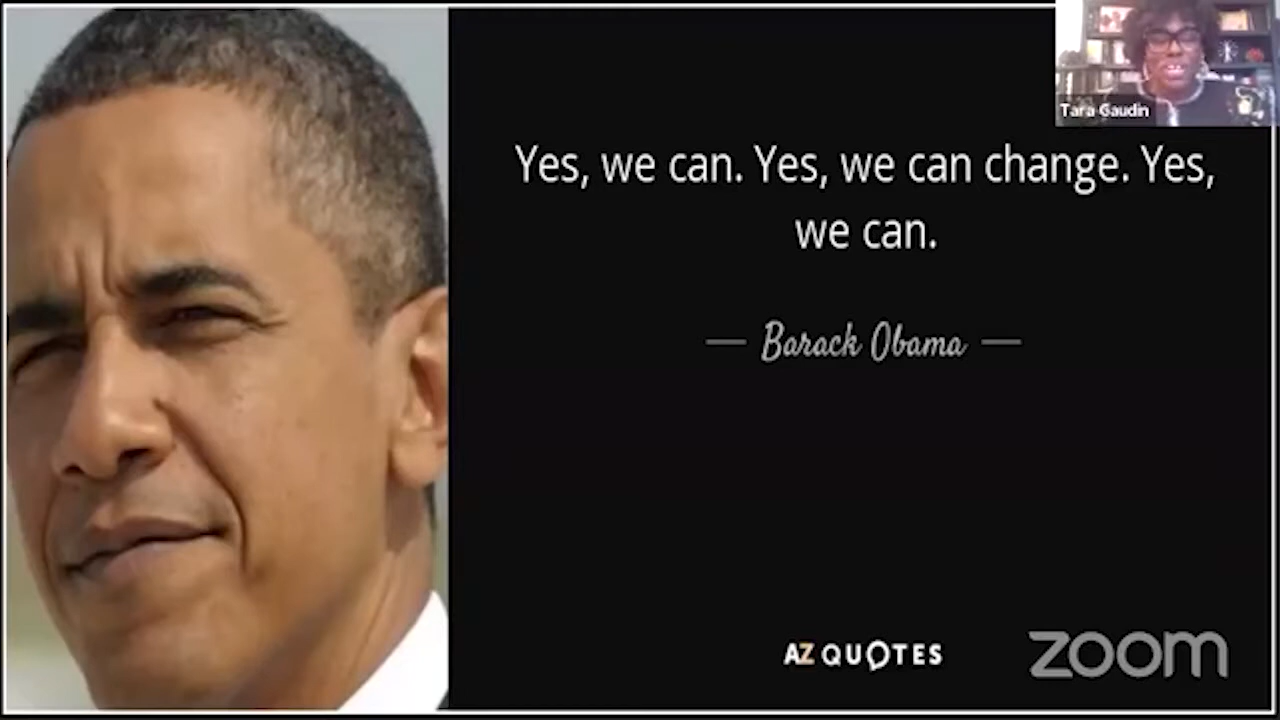 Tara Gaudin
Yes, we can. Yes, we can change. Yes,
we can.
— Barack Obama —
AZ QUOTES
zoom